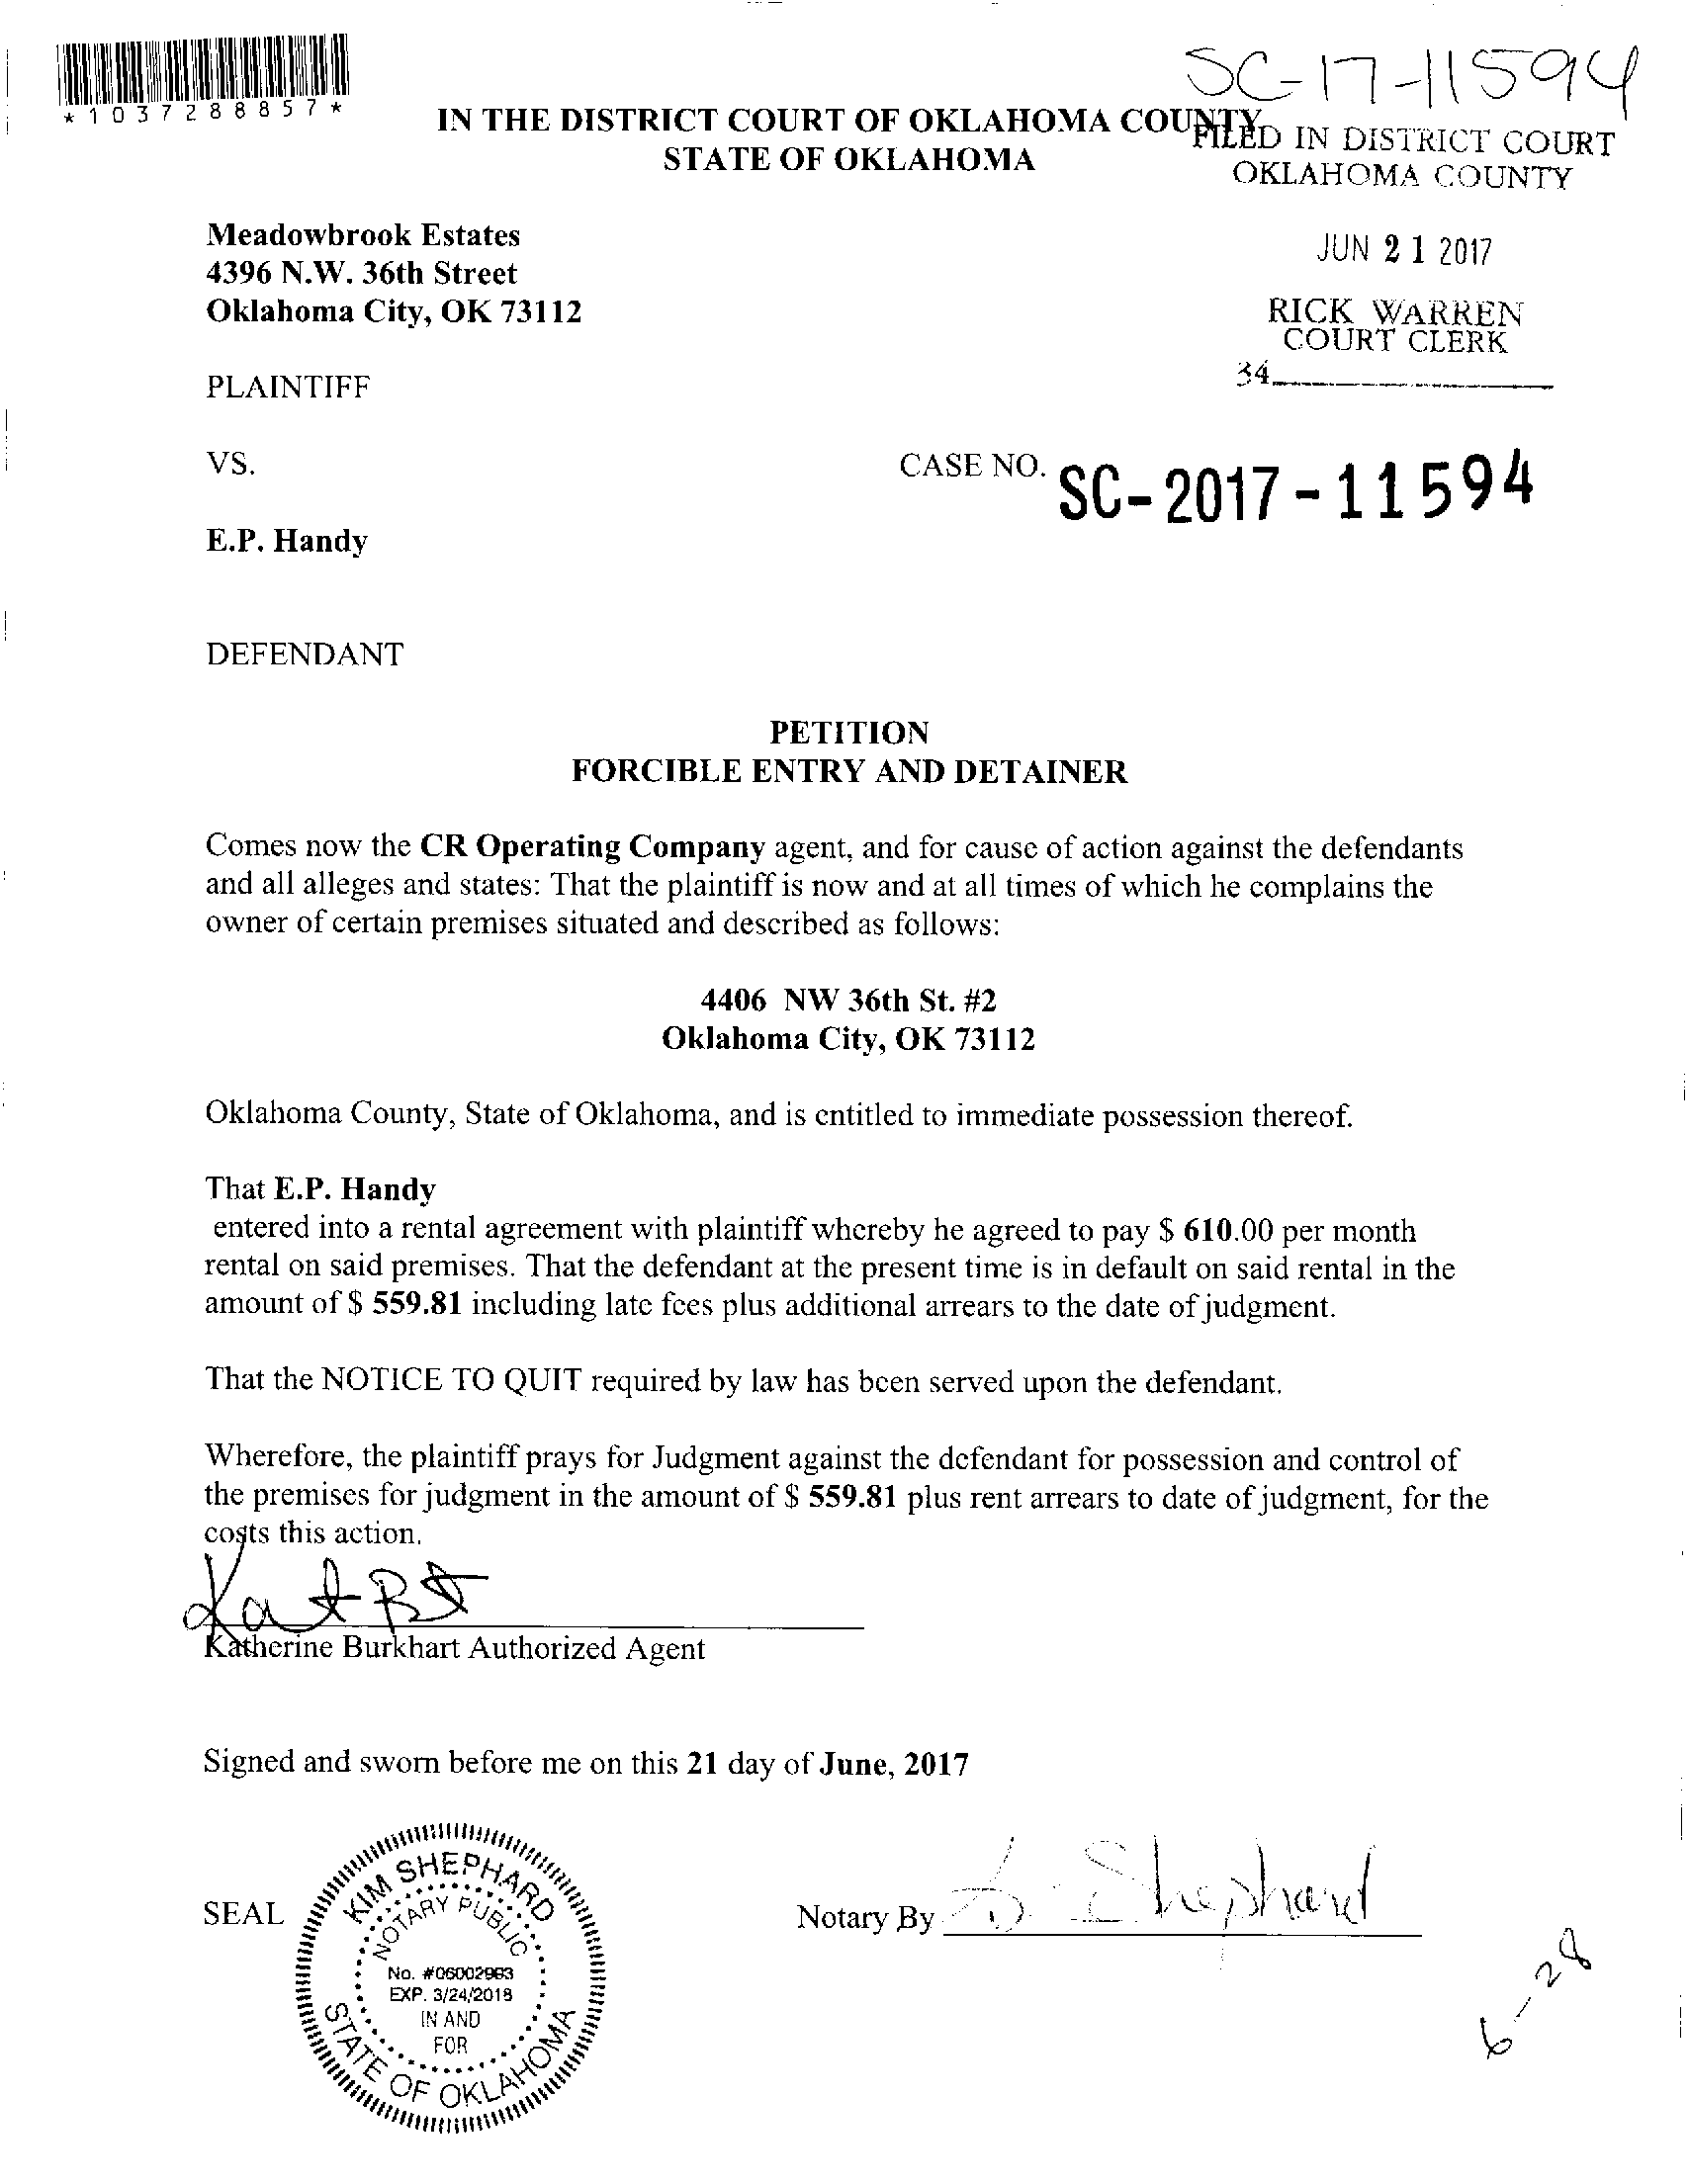 SC-17-11594
*1037288857*
IN THE DISTRICT COURT OF OKLAHOMA COUNTY
STATE OF OKLAHOMA
FILED IN DISTRICT COURT
OKLAHOMA COUNTY
JUN 21 2017
RICK WARREN
COURT CLERK
34
Meadowbrook Estates
4396 N.W. 36th Street
Oklahoma City, OK 73112
PLAINTIFF
VS.
CASE NO. SC-2017-11594
E.P. Handy
DEFENDANT
PETITION
FORCIBLE ENTRY AND DETAINER
Comes now the CR Operating Company agent, and for cause of action against the defendants
and all alleges and states: That the plaintiff is now and at all times of which he complains the
owner of certain premises situated and described as follows:
4406 NW 36th St. #2
Oklahoma City, OK 73112
Oklahoma County, State of Oklahoma, and is entitled to immediate possession thereof.
That E.P. Handy
entered into a rental agreement with plaintiff whereby he agreed to pay $ 610.00 per month
rental on said premises. That the defendant at the present time is in default on said rental in the
amount of $ 559.81 including late fees plus additional arrears to the date of judgment.
That the NOTICE TO QUIT required by law has been served upon the defendant.
Wherefore, the plaintiff prays for Judgment against the defendant for possession and control of
the premises for judgment in the amount of $ 559.81 plus rent arrears to date of judgment, for the
costs this action.
Katherine Burkhart Authorized Agent
Signed and sworn before me on this 21 day of June, 2017
SEAL
KIM SHEPHARD
NOTARY PUBLIC
No. #06002963
EXP. 3/24/2018
IN AND
FOR
STATE OF OKLAHOMA
Notary By Shephard
6-28